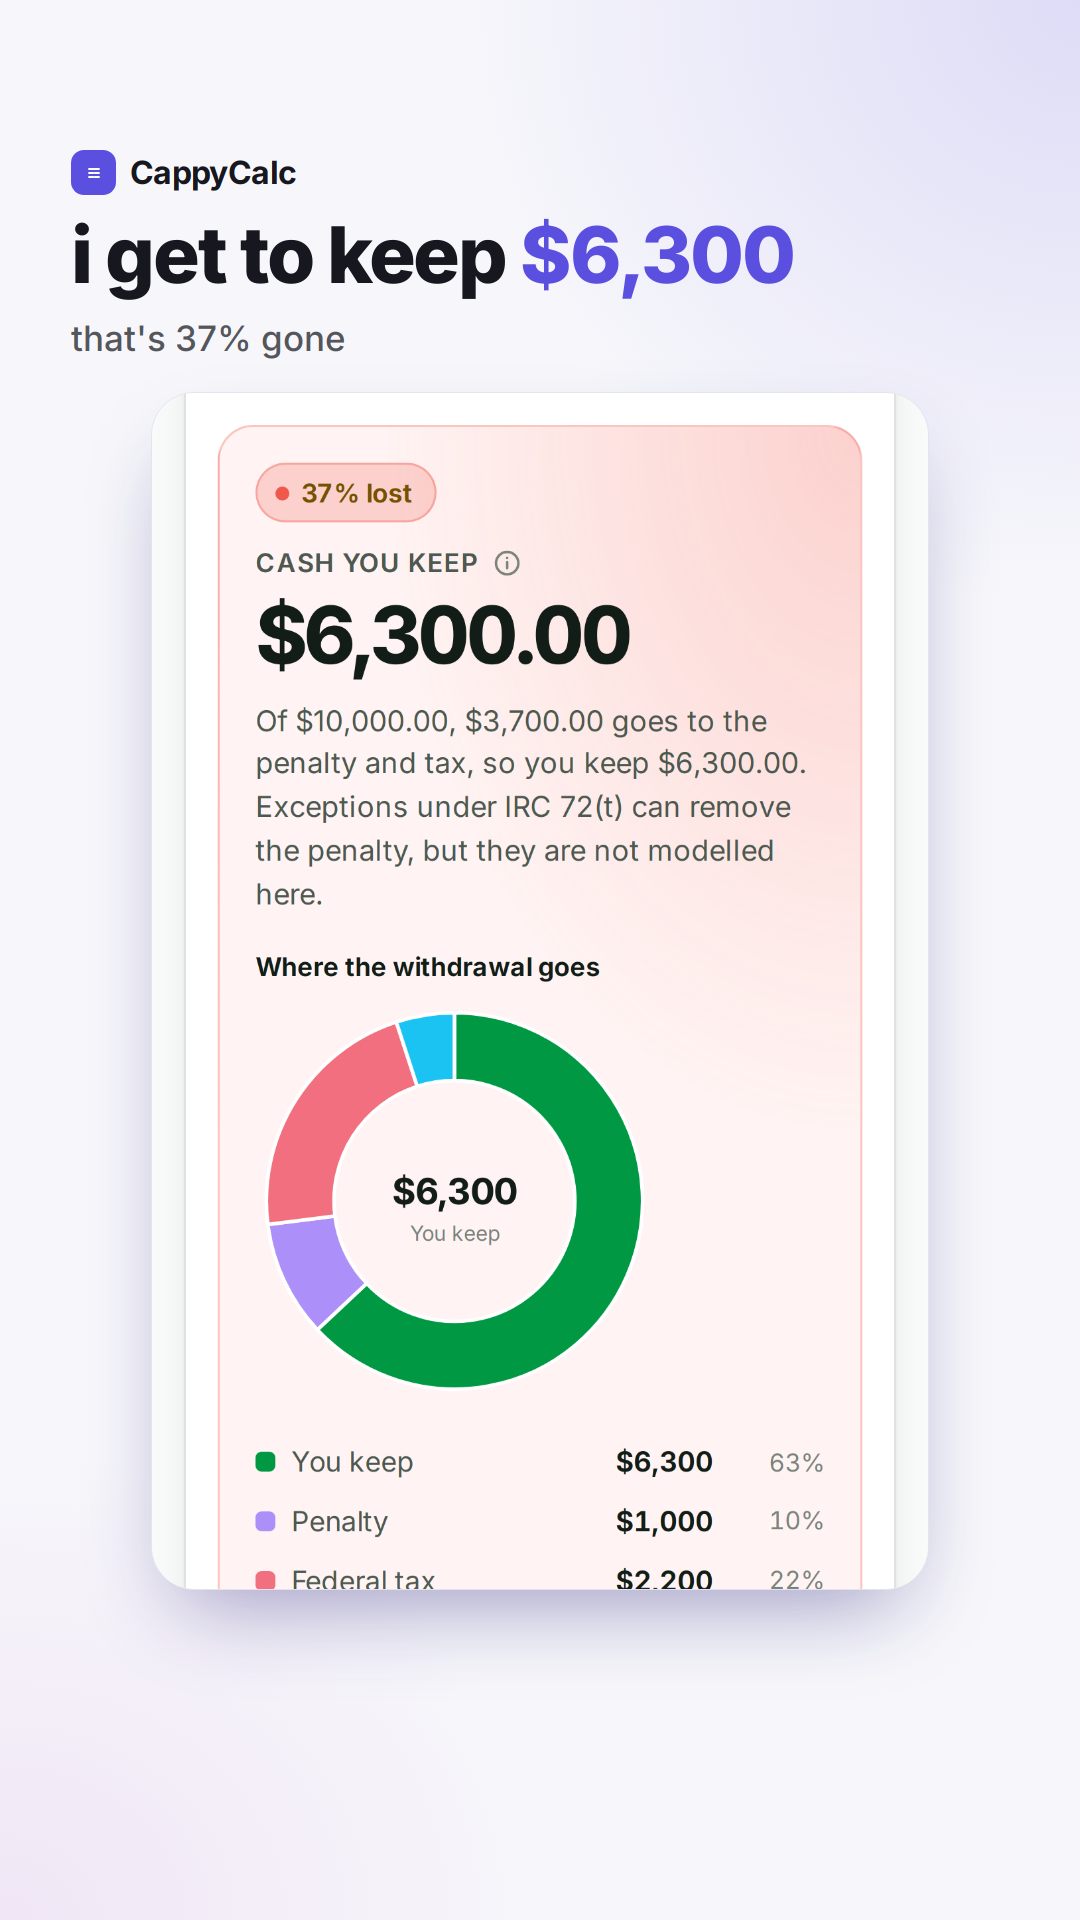 CappyCalc
i get to keep $6,300
that's 37% gone
37% lost
CASH YOU KEEP
$6,300.00
Of $10,000.00, $3,700.00 goes to the
penalty and tax, so you keep $6,300.00.
Exceptions under IRC 72(t) can remove
the penalty, but they are not modelled
here.
Where the withdrawal goes
$6,300
You keep
You keep $6,300 63%
Penalty $1,000 10%
Federal tax $2,200 22%